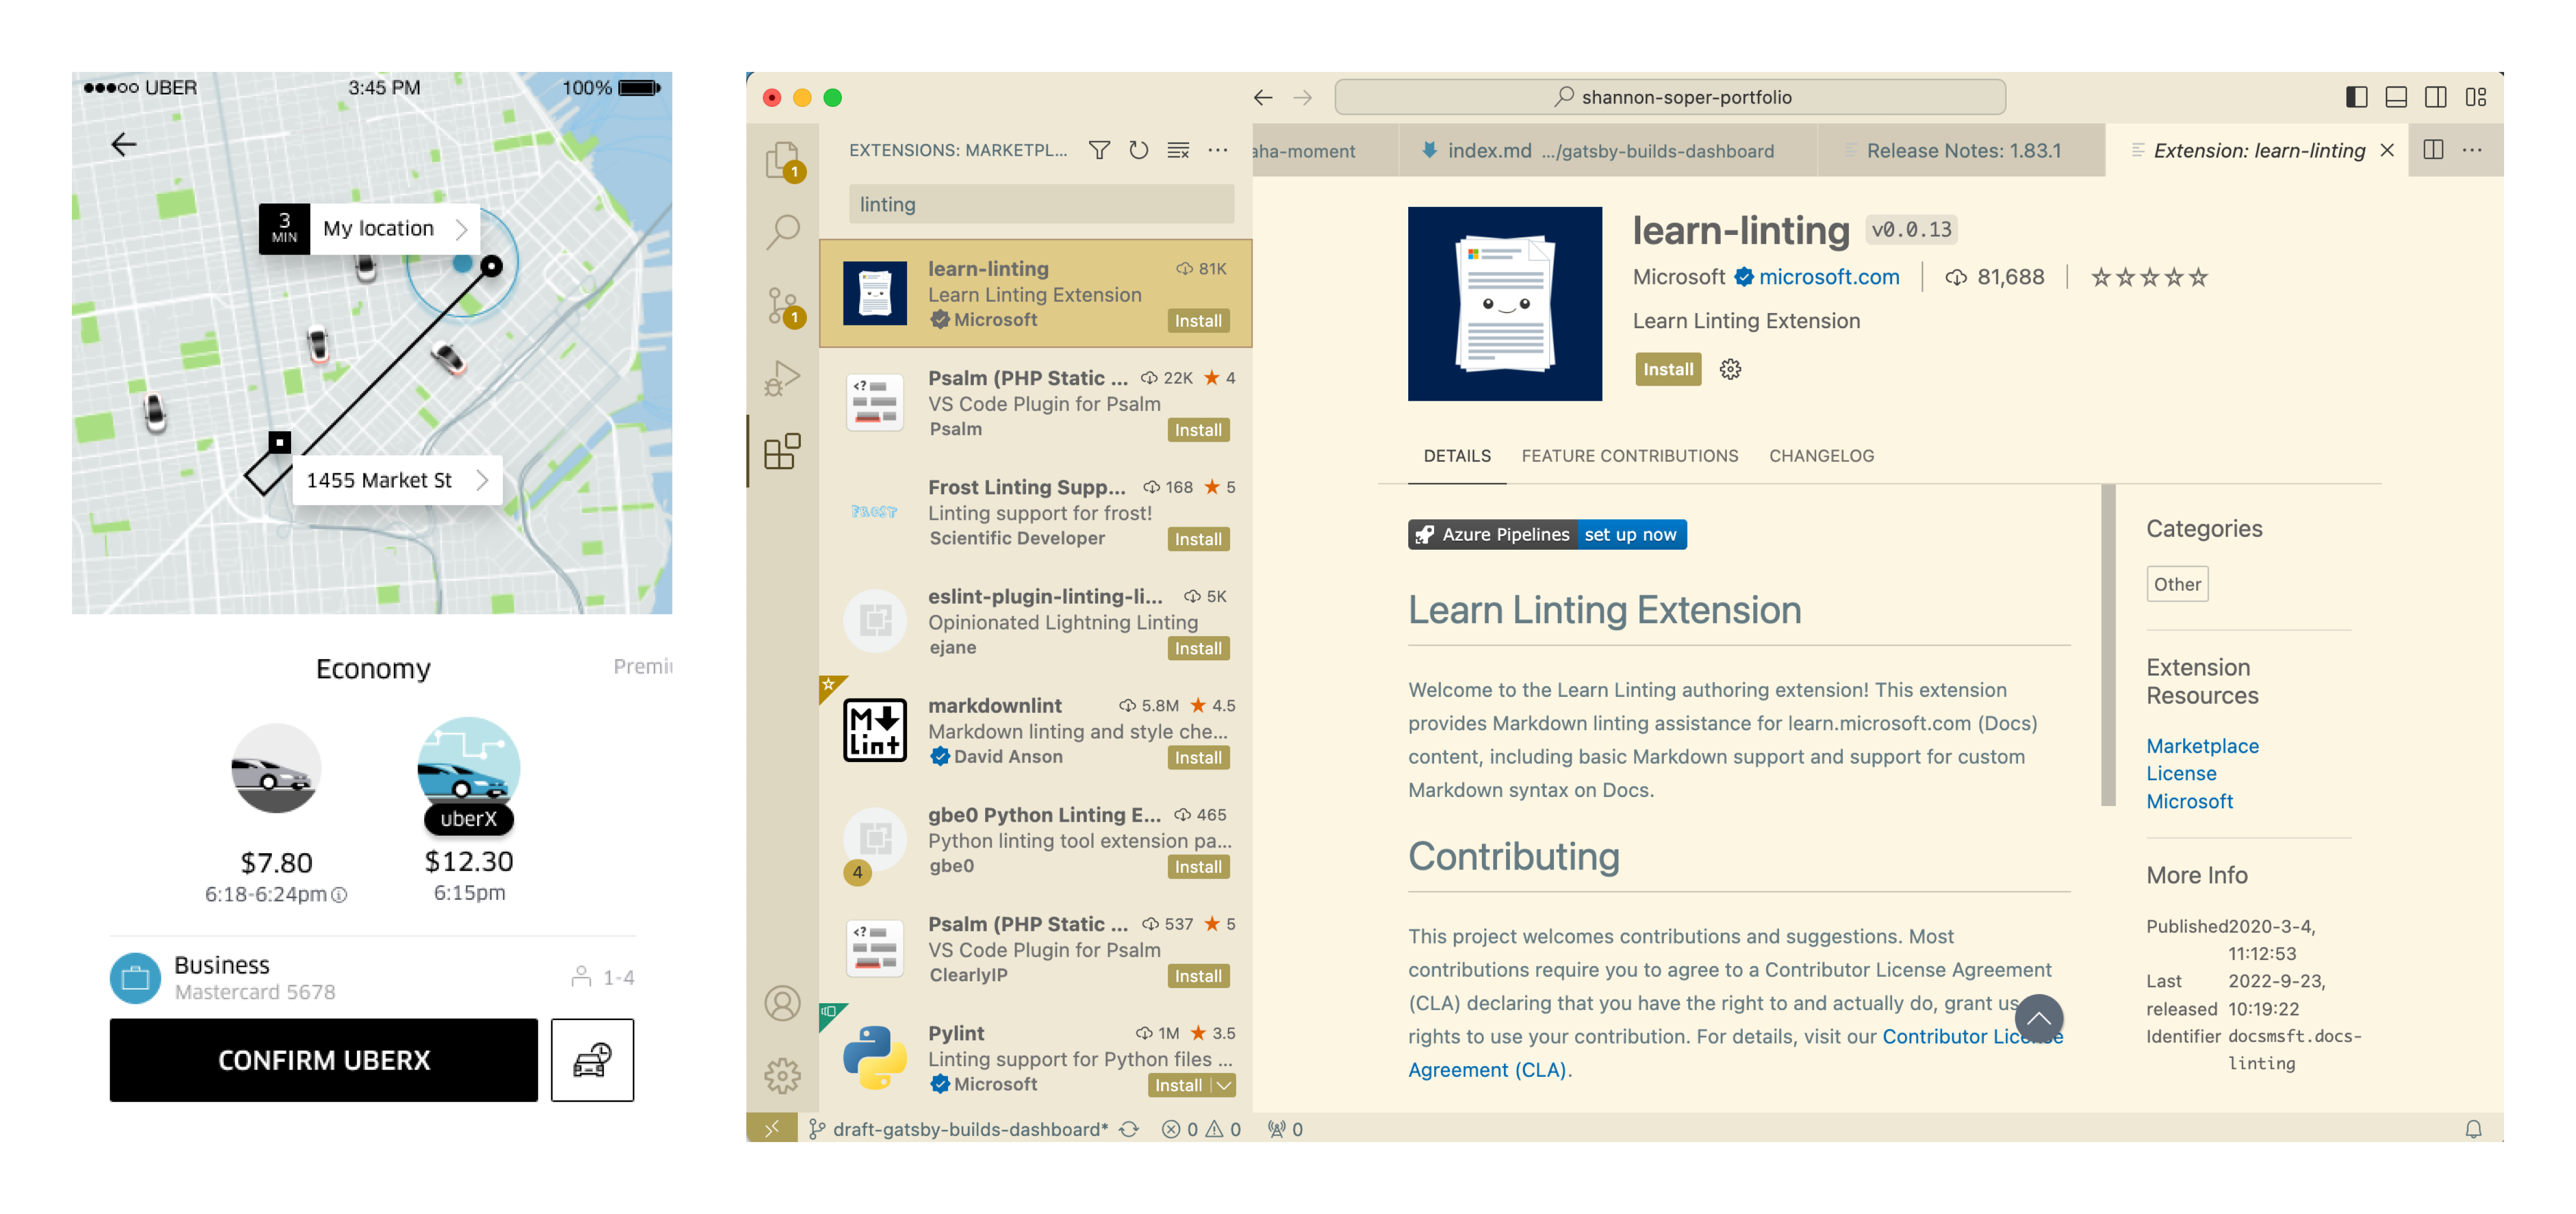 UBER
3:45 PM
100%
3
MIN
My location
1455 Market St
Economy
Premi
uberX
$7.80
$12.30
6:18-6:24pm
6:15pm
Business
Mastercard 5678
1-4
CONFIRM UBERX
shannon-soper-portfolio
1
1
EXTENSIONS: MARKETPL...
linting
learn-linting 81K
Learn Linting Extension
Microsoft Install
Psalm (PHP Static ... 22K ★ 4
VS Code Plugin for Psalm
Psalm Install
FROST
Frost Linting Supp... 168 ★ 5
Linting support for frost!
Scientific Developer Install
eslint-plugin-linting-li... 5K
Opinionated Lightning Linting
ejane Install
M
lint
markdownlint 5.8M ★ 4.5
Markdown linting and style che...
David Anson Install
gbe0 Python Linting E... 465
Python linting tool extension pa...
4
gbe0 Install
Psalm (PHP Static ... 537 ★ 5
VS Code Plugin for Psalm
ClearlyIP Install
Pylint 1M ★ 3.5
Linting support for Python files ...
Microsoft Install
aha-moment
index.md .../gatsby-builds-dashboard
Release Notes: 1.83.1
Extension: learn-linting
learn-linting v0.0.13
Microsoft microsoft.com 81,688
Learn Linting Extension
Install
DETAILS FEATURE CONTRIBUTIONS CHANGELOG
Azure Pipelines set up now
Learn Linting Extension
Welcome to the Learn Linting authoring extension! This extension
provides Markdown linting assistance for learn.microsoft.com (Docs)
content, including basic Markdown support and support for custom
Markdown syntax on Docs.
Contributing
This project welcomes contributions and suggestions. Most
contributions require you to agree to a Contributor License Agreement
(CLA) declaring that you have the right to and actually do, grant us
rights to use your contribution. For details, visit our Contributor License
Agreement (CLA).
Categories
Other
Extension
Resources
Marketplace
License
Microsoft
More Info
Published 2020-3-4,
11:12:53
Last 2022-9-23,
released 10:19:22
Identifier docsmsft.docs-
linting
draft-gatsby-builds-dashboard* 0 0 0